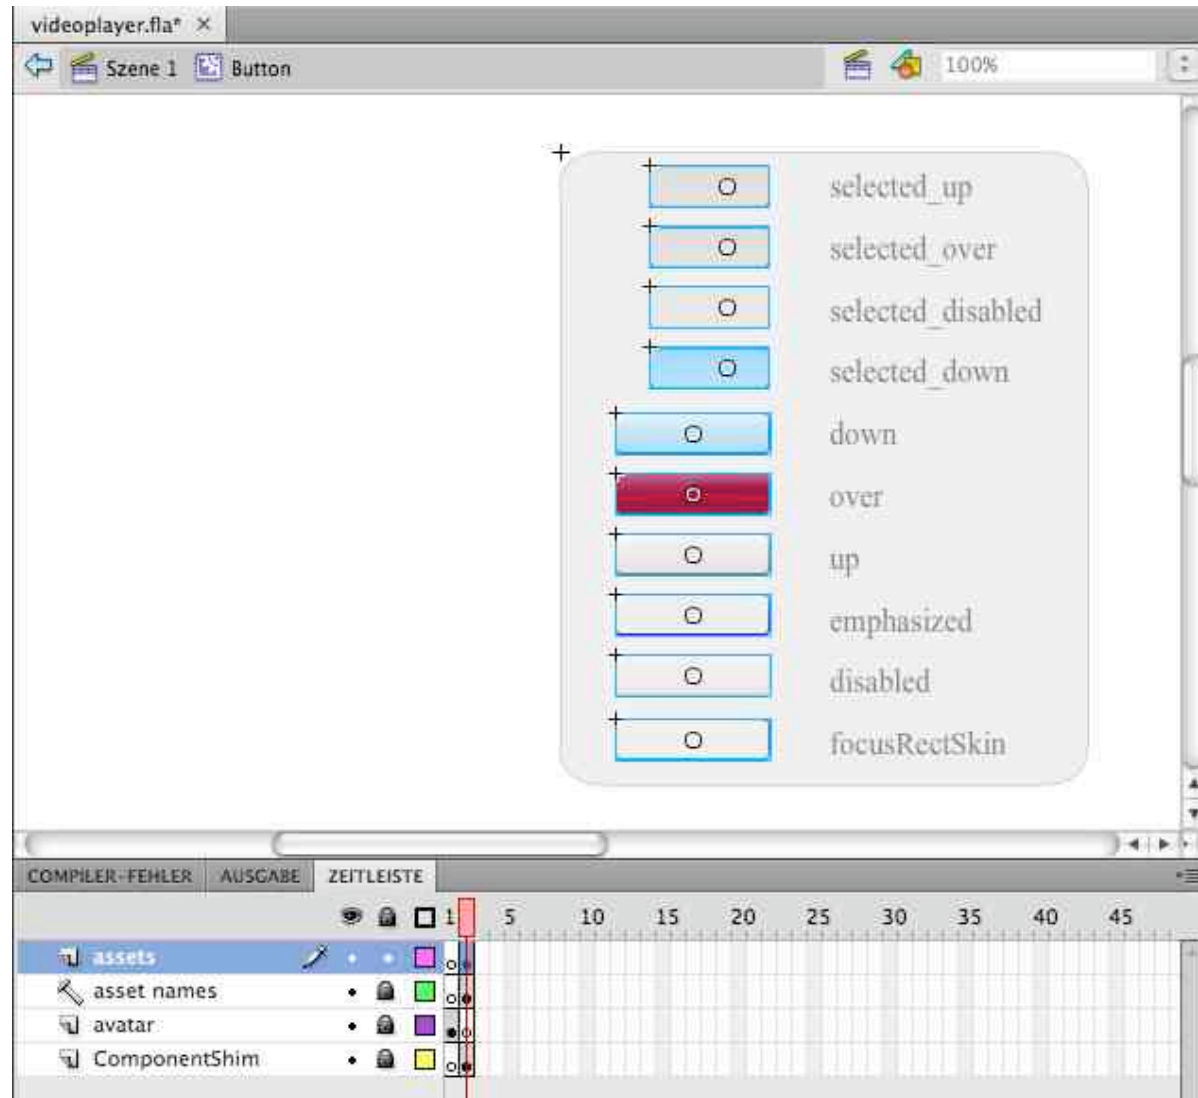 videoplayer.fla* ×
Szene 1 Button 100%
selected_up
selected_over
selected_disabled
selected_down
down
over
up
emphasized
disabled
focusRectSkin
COMPILER-FEHLER AUSGABE ZEITLEISTE
1 5 10 15 20 25 30 35 40 45
assets
asset names
avatar
ComponentShim